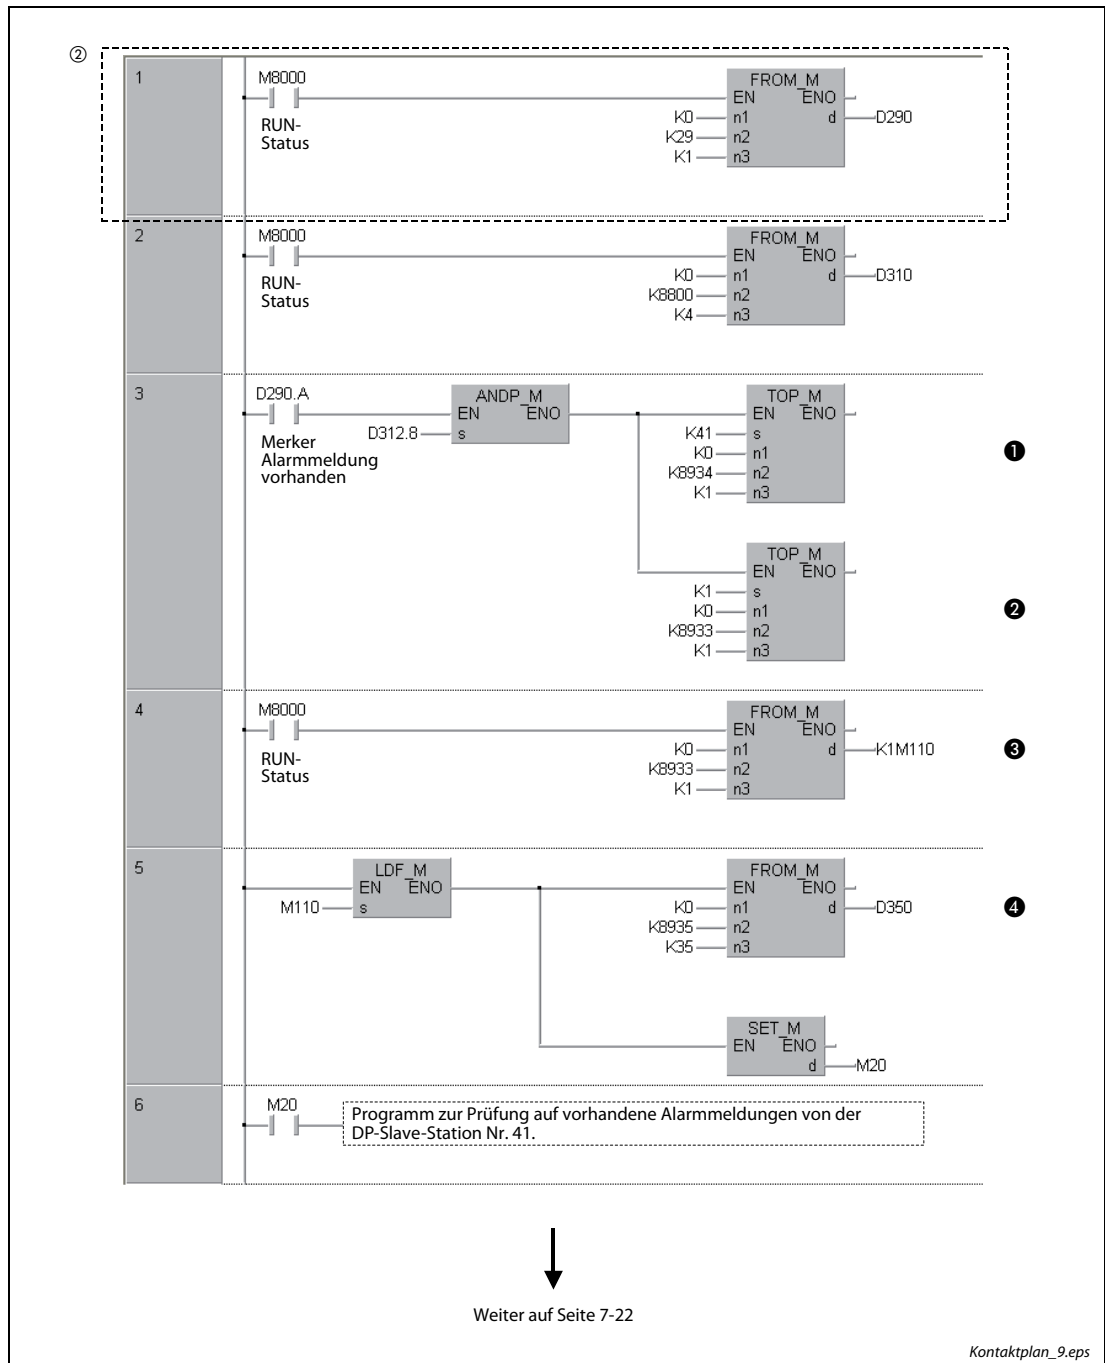 ②
1
M8000
RUN-
Status
FROM_M
EN ENO
K0 n1 d D290
K29 n2
K1 n3
2
M8000
RUN-
Status
FROM_M
EN ENO
K0 n1 d D310
K8800 n2
K4 n3
3
D290.A
Merker
Alarmmeldung
vorhanden
ANDP_M
EN ENO
D312.8 s
TOP_M
EN ENO
K41 s
K0 n1
K8934 n2
K1 n3
❶
TOP_M
EN ENO
K1 s
K0 n1
K8933 n2
K1 n3
❷
4
M8000
RUN-
Status
FROM_M
EN ENO
K0 n1 d K1M110
K8933 n2
K1 n3
❸
5
LDF_M
EN ENO
M110 s
FROM_M
EN ENO
K0 n1 d D350
K8935 n2
K35 n3
❹
SET_M
EN ENO
d M20
6
M20
Programm zur Prüfung auf vorhandene Alarmmeldungen von der
DP-Slave-Station Nr. 41.
Weiter auf Seite 7-22
Kontaktplan_9.eps